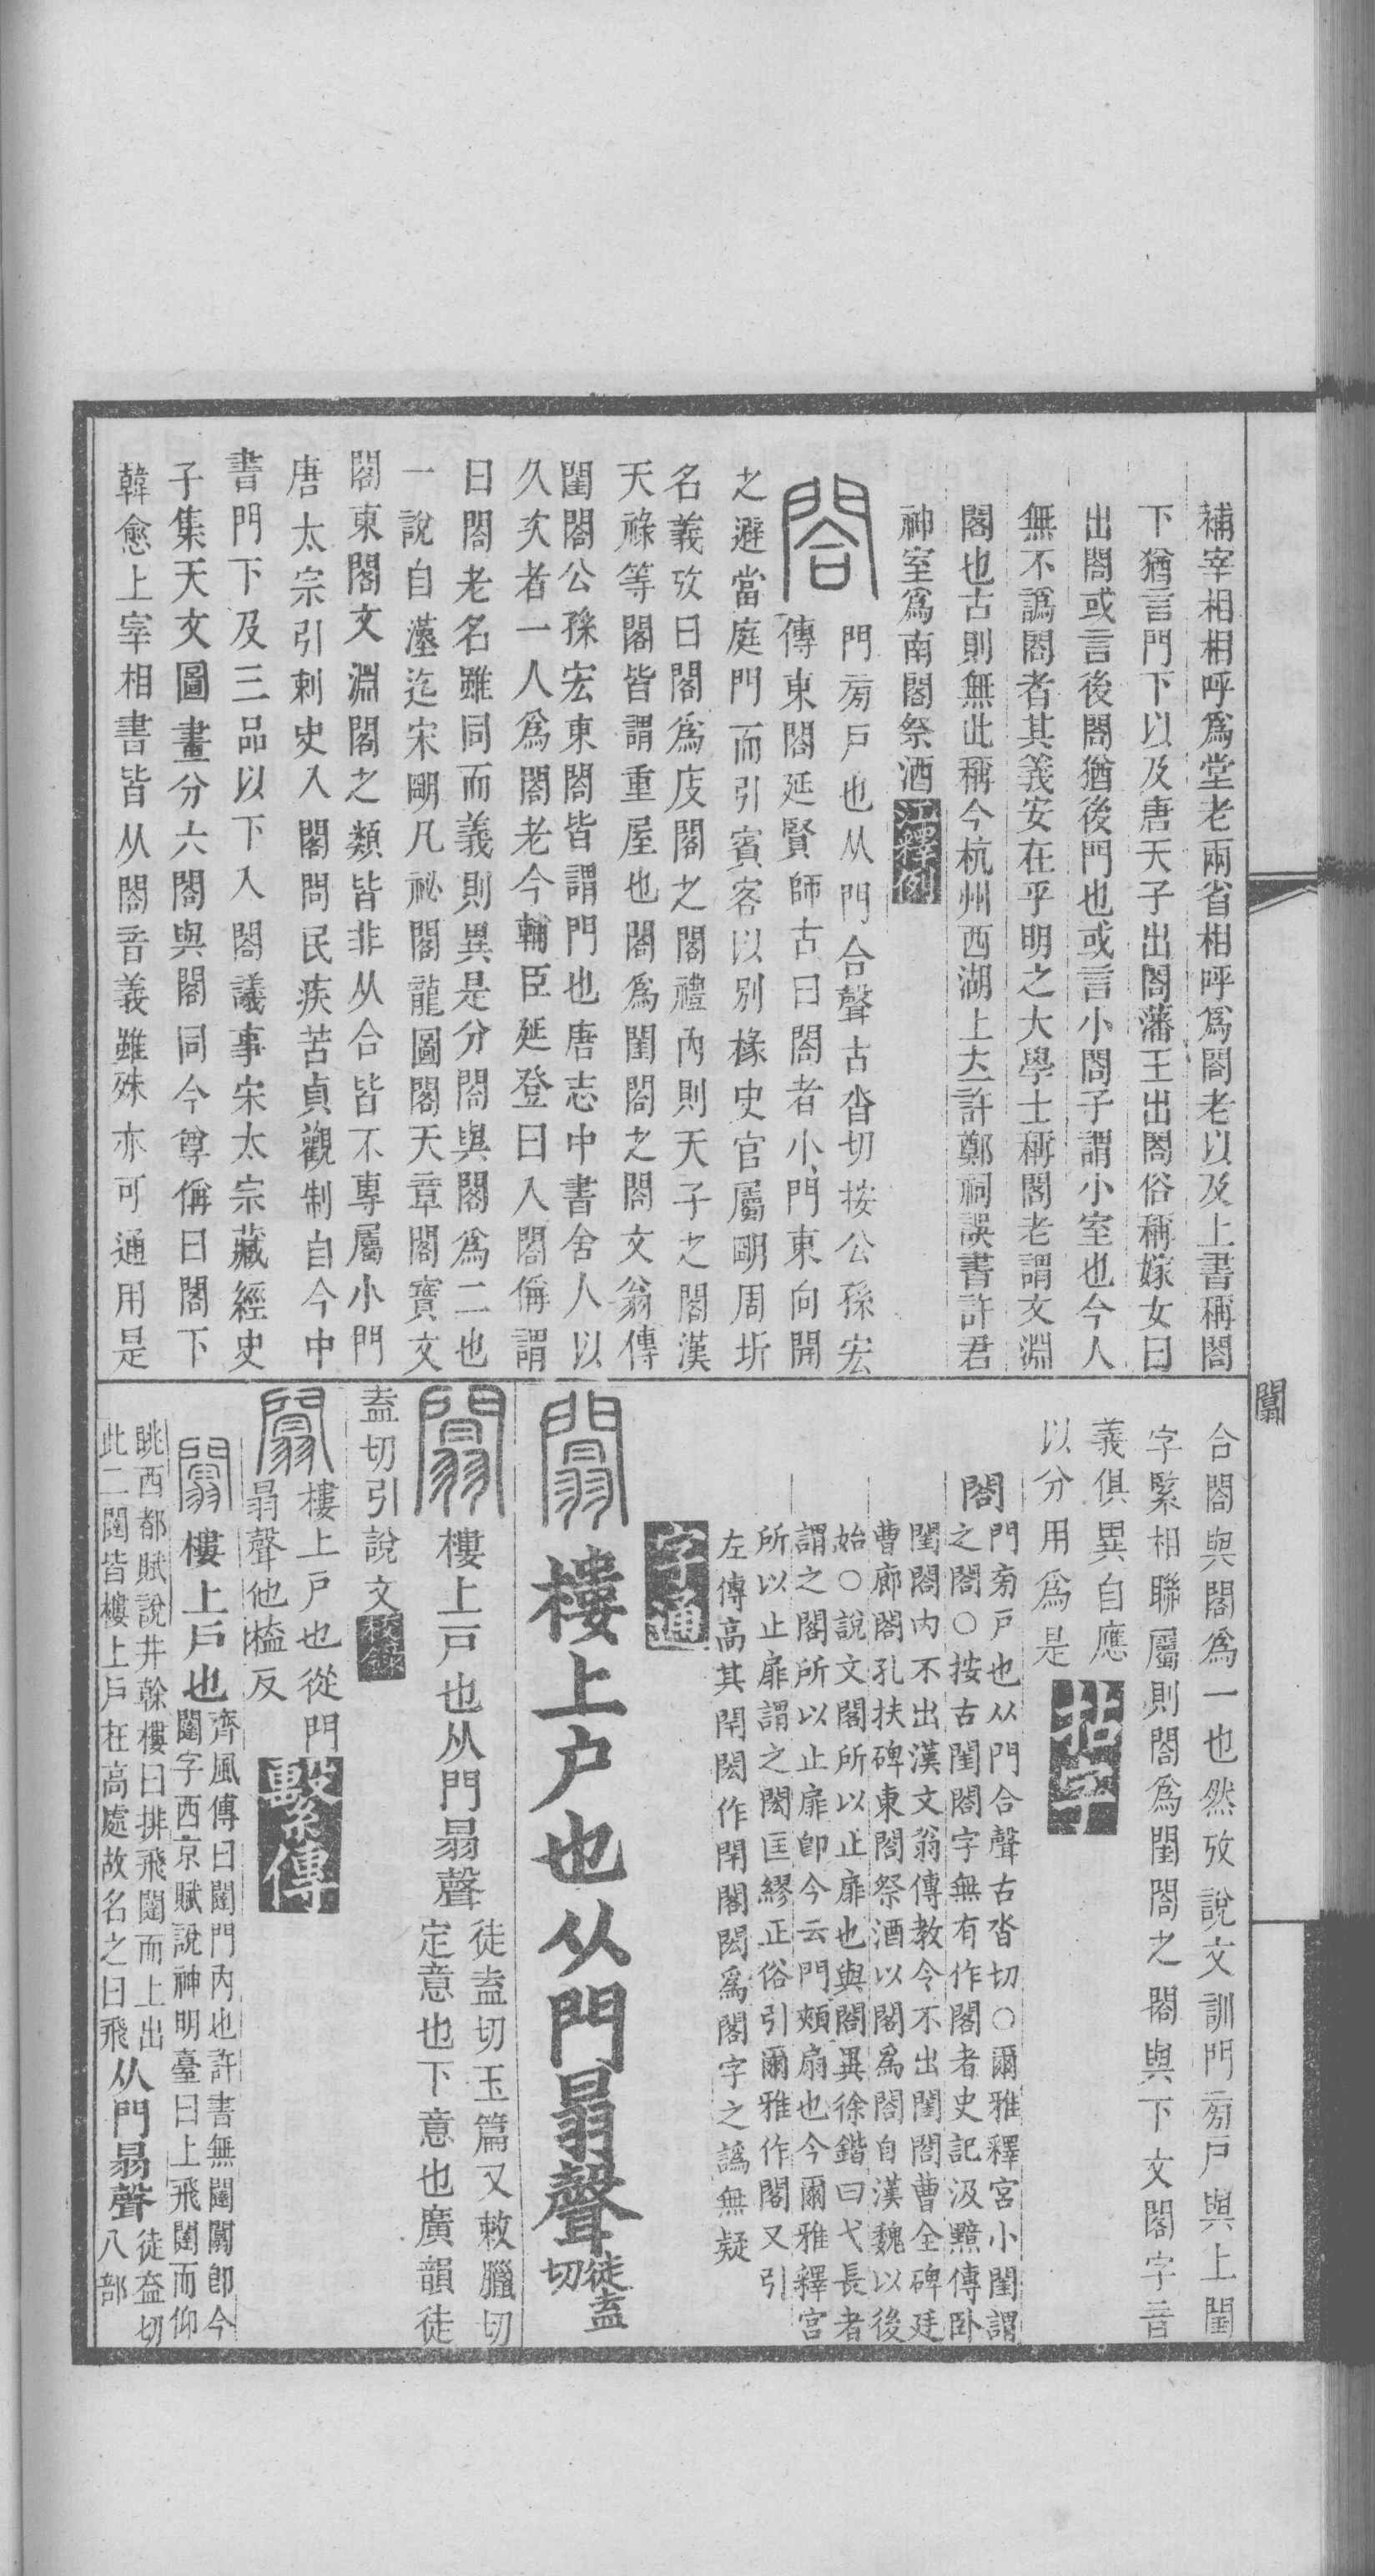 補宰相相呼爲堂老兩省相呼爲閤老以及上書稱閤
下猶言門下以及唐天子出閤藩王出閤俗稱嫁女曰
出閤或言後閤猶後門也或言小閤子謂小室也今人
無不譌閤者其義安在乎明之大學士稱閣老謂文淵
閣也古則無此稱今杭州西湖上大許鄭祠誤書許君
神室爲南閣祭酒江釋例
閤
門旁戶也从門合聲古沓切按公孫宏
傳東閤延賢師古曰閤者小門東向開
之避當庭門而引賓客以別椽史官屬眀周圻
名義攷曰閣爲庋閣之閣禮內則天子之閣漢
天祿等閣皆謂重屋也閤爲閨閤之閤文翁傳
閨閤公孫宏東閤皆謂門也唐志中書舍人以
久次者一人爲閤老今輔臣延登曰入閣偁謂
曰閤老名雖同而義則異是分閤與閣爲二也
一說自漢迄宋眀凡祕閣龍圖閣天章閣寶文
閣東閣文淵閣之類皆非从合皆不專屬小門
唐太宗引刺史入閣問民疾苦貞觀制自今中
書門下及三品以下入閤議事宋太宗藏經史
子集天文圖畫分六閣與閣同今尊偁曰閣下
韓愈上宰相書皆从閤音義雖殊亦可通用是
闒
合閤與閣爲一也然攷說文訓門旁戶與上閨
字緊相聯屬則閤爲閨閤之閤與下文閣字音
義俱異自應
以分用爲是
閤門旁戶也从門合聲古沓切○爾雅釋宮小閨謂
之閤○按古閨閤字無有作閣者史記汲黯傳臥
閨閤內不出漢文翁傳教令不出閨閤曹全碑廷
曹廊閤孔扶碑東閤祭酒以閣爲閤自漢魏以後
始○說文閣所以止扉也與閤異徐鍇曰弋長者
謂之閣所以止扉卽今云門頰扇也今爾雅釋宮
所以止扉謂之閎匡繆正俗引爾雅作閣又引
左傳高其閈閎作閈閣閎爲閣字之譌無疑
字通
闒
樓上戶也从門弱聲徒盍切
闒
樓上戶也从門弱聲徒盍切玉篇又敕臘切
定意也下意也廣韻徒
盍切引說文校錄
闒
樓上戶也從門
弱聲他榼反
繫傳
闒
樓上戶也齊風傳曰闥門內也許書無闥闒卽今
闥字西京賦說神明臺曰上飛闥而仰
眺西都賦說井榦樓曰排飛闥而上出
此二闥皆樓上戶在高處故名之曰飛从門弱聲徒盍切
八部